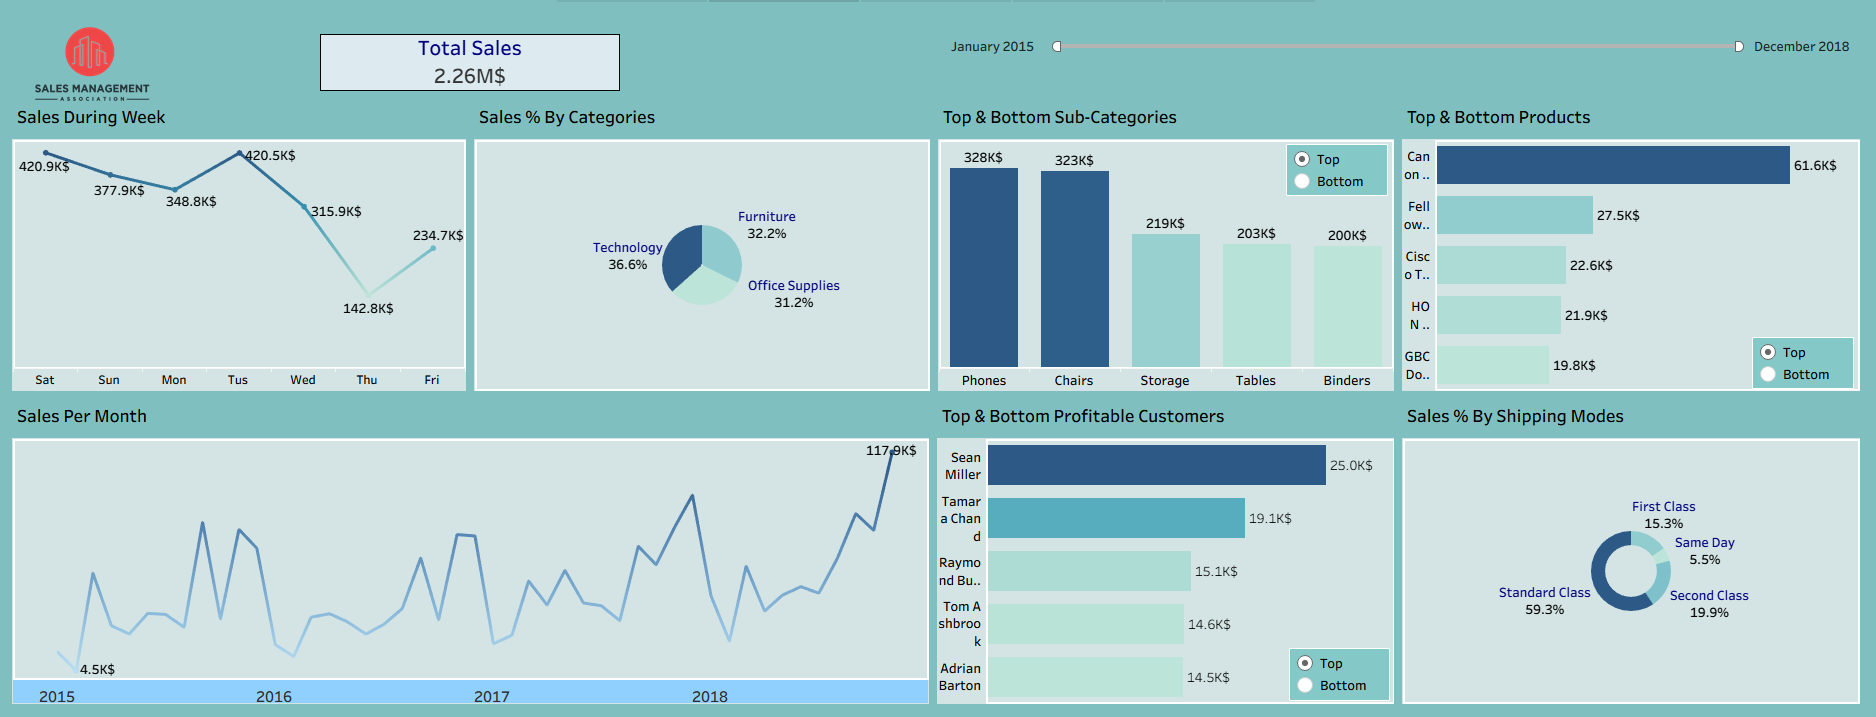 SALES MANAGEMENT
ASSOCIATION
Total Sales
2.26M$
January 2015
December 2018
Sales During Week
420.9K$
377.9K$
348.8K$
420.5K$
315.9K$
142.8K$
234.7K$
Sat Sun Mon Tus Wed Thu Fri
Sales % By Categories
Furniture
32.2%
Technology
36.6%
Office Supplies
31.2%
Top & Bottom Sub-Categories
328K$
323K$
219K$
203K$
200K$
Top
Bottom
Phones Chairs Storage Tables Binders
Top & Bottom Products
Can
on ..
61.6K$
Fell
ow..
27.5K$
Cisc
o T..
22.6K$
HO
N ..
21.9K$
GBC
Do..
19.8K$
Top
Bottom
Sales Per Month
117.9K$
4.5K$
2015 2016 2017 2018
Top & Bottom Profitable Customers
Sean
Miller
25.0K$
Tamar
a Chan
d
19.1K$
Raymo
nd Bu..
15.1K$
Tom A
shbroo
k
14.6K$
Adrian
Barton
14.5K$
Top
Bottom
Sales % By Shipping Modes
First Class
15.3%
Same Day
5.5%
Standard Class
59.3%
Second Class
19.9%